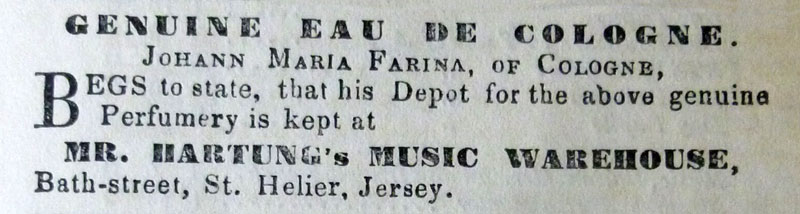 GENUINE EAU DE COLOGNE.
JOHANN MARIA FARINA, OF COLOGNE,
BEGS to state, that his Depot for the above genuine
Perfumery is kept at
MR. HARTUNG's MUSIC WAREHOUSE,
Bath-street, St. Helier, Jersey.